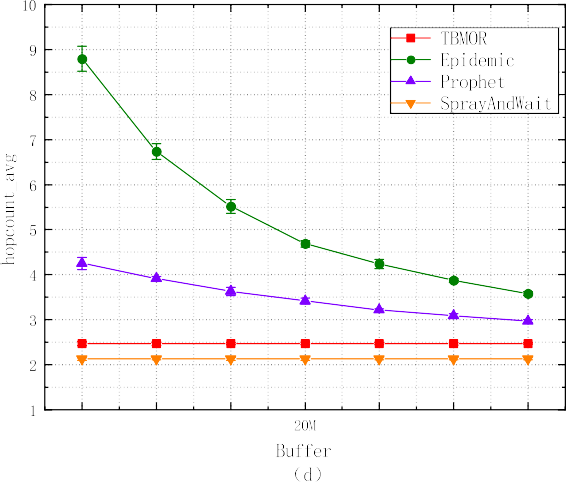 10
9
8
7
6
5
4
3
2
1
hopcount avg
TBMOR
Epidemic
Prophet
SprayAndWait
20M
Buffer
(d)